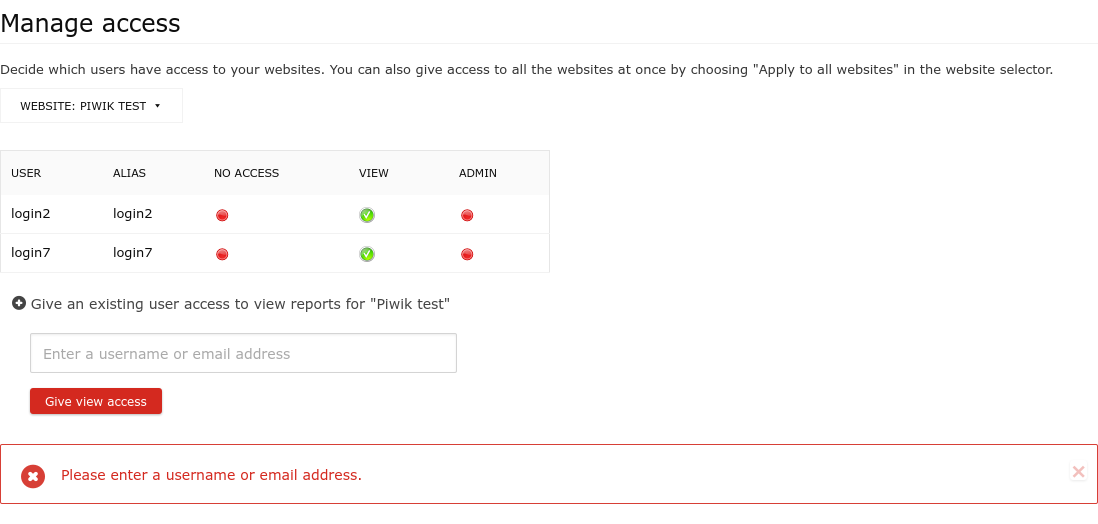 Manage access
Decide which users have access to your websites. You can also give access to all the websites at once by choosing "Apply to all websites" in the website selector.
WEBSITE: PIWIK TEST
USER ALIAS NO ACCESS VIEW ADMIN
login2 login2
login7 login7
Give an existing user access to view reports for "Piwik test"
Enter a username or email address
Give view access
Please enter a username or email address.